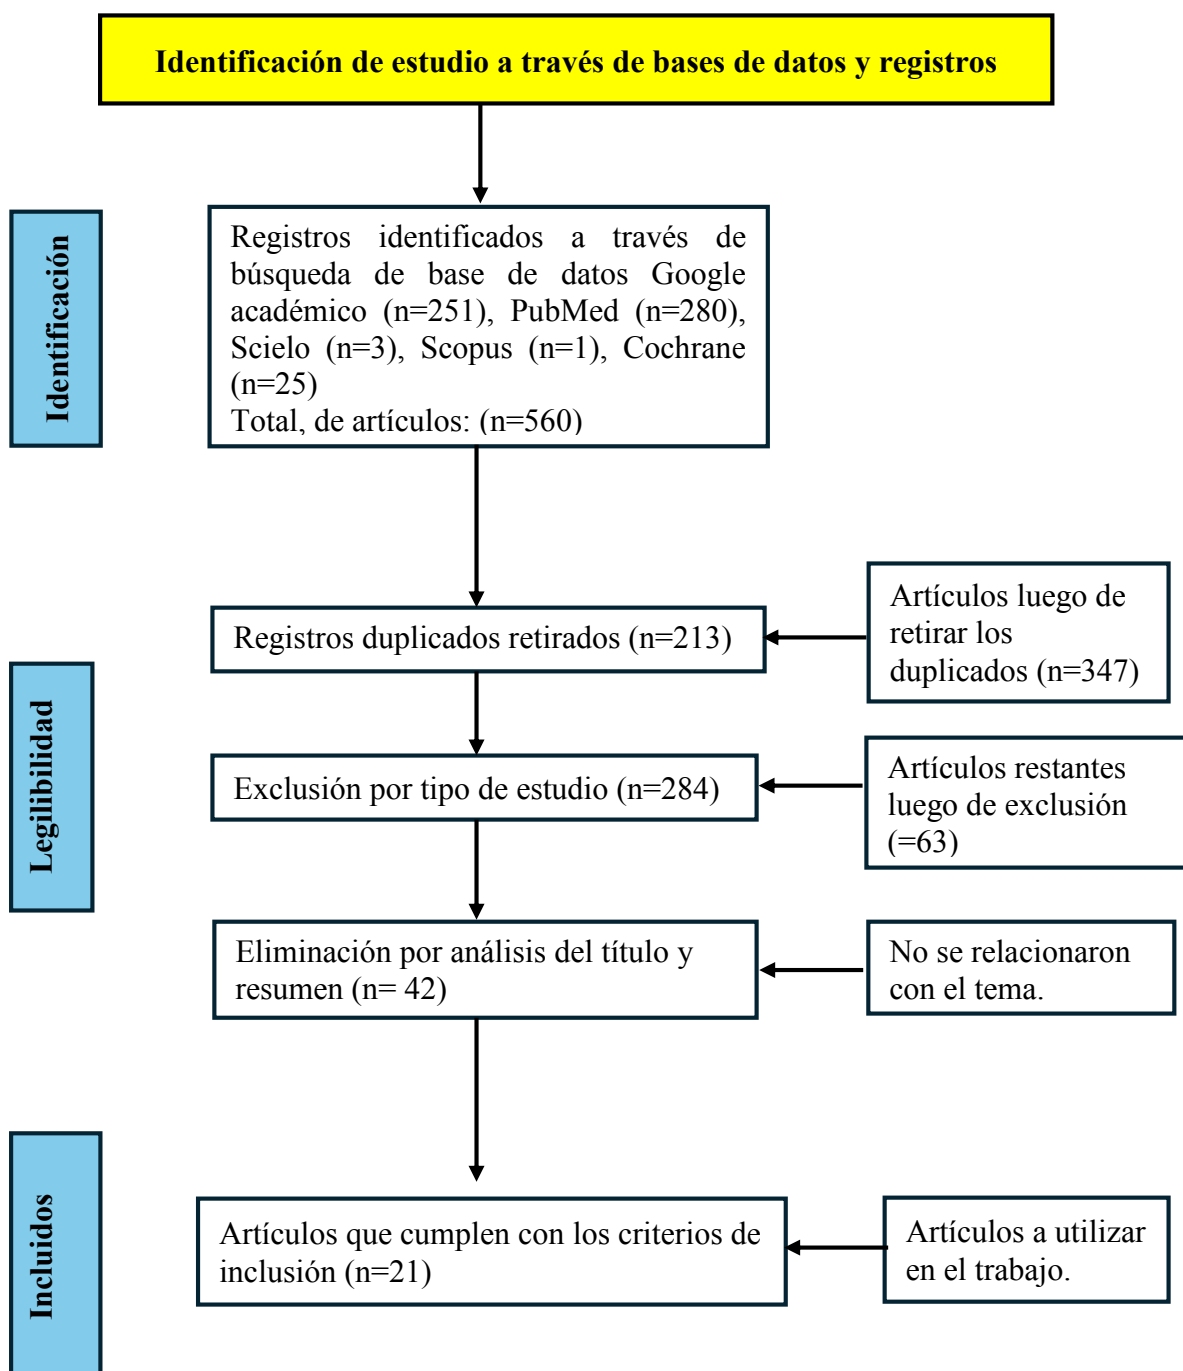 Identificación de estudio a través de bases de datos y registros
Identificación
Registros identificados a través de
búsqueda de base de datos Google
académico (n=251), PubMed (n=280),
Scielo (n=3), Scopus (n=1), Cochrane
(n=25)
Total, de artículos: (n=560)
Legilibilidad
Registros duplicados retirados (n=213)
Artículos luego de
retirar los
duplicados (n=347)
Exclusión por tipo de estudio (n=284)
Artículos restantes
luego de exclusión
(=63)
Eliminación por análisis del título y
resumen (n= 42)
No se relacionaron
con el tema.
Incluidos
Artículos que cumplen con los criterios de
inclusión (n=21)
Artículos a utilizar
en el trabajo.